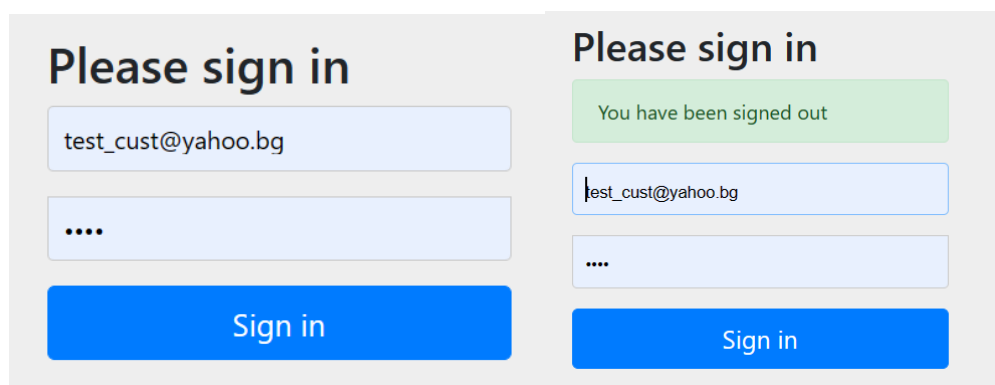 Please sign in
test_cust@yahoo.bg
••••
Sign in
Please sign in
You have been signed out
test_cust@yahoo.bg
••••
Sign in